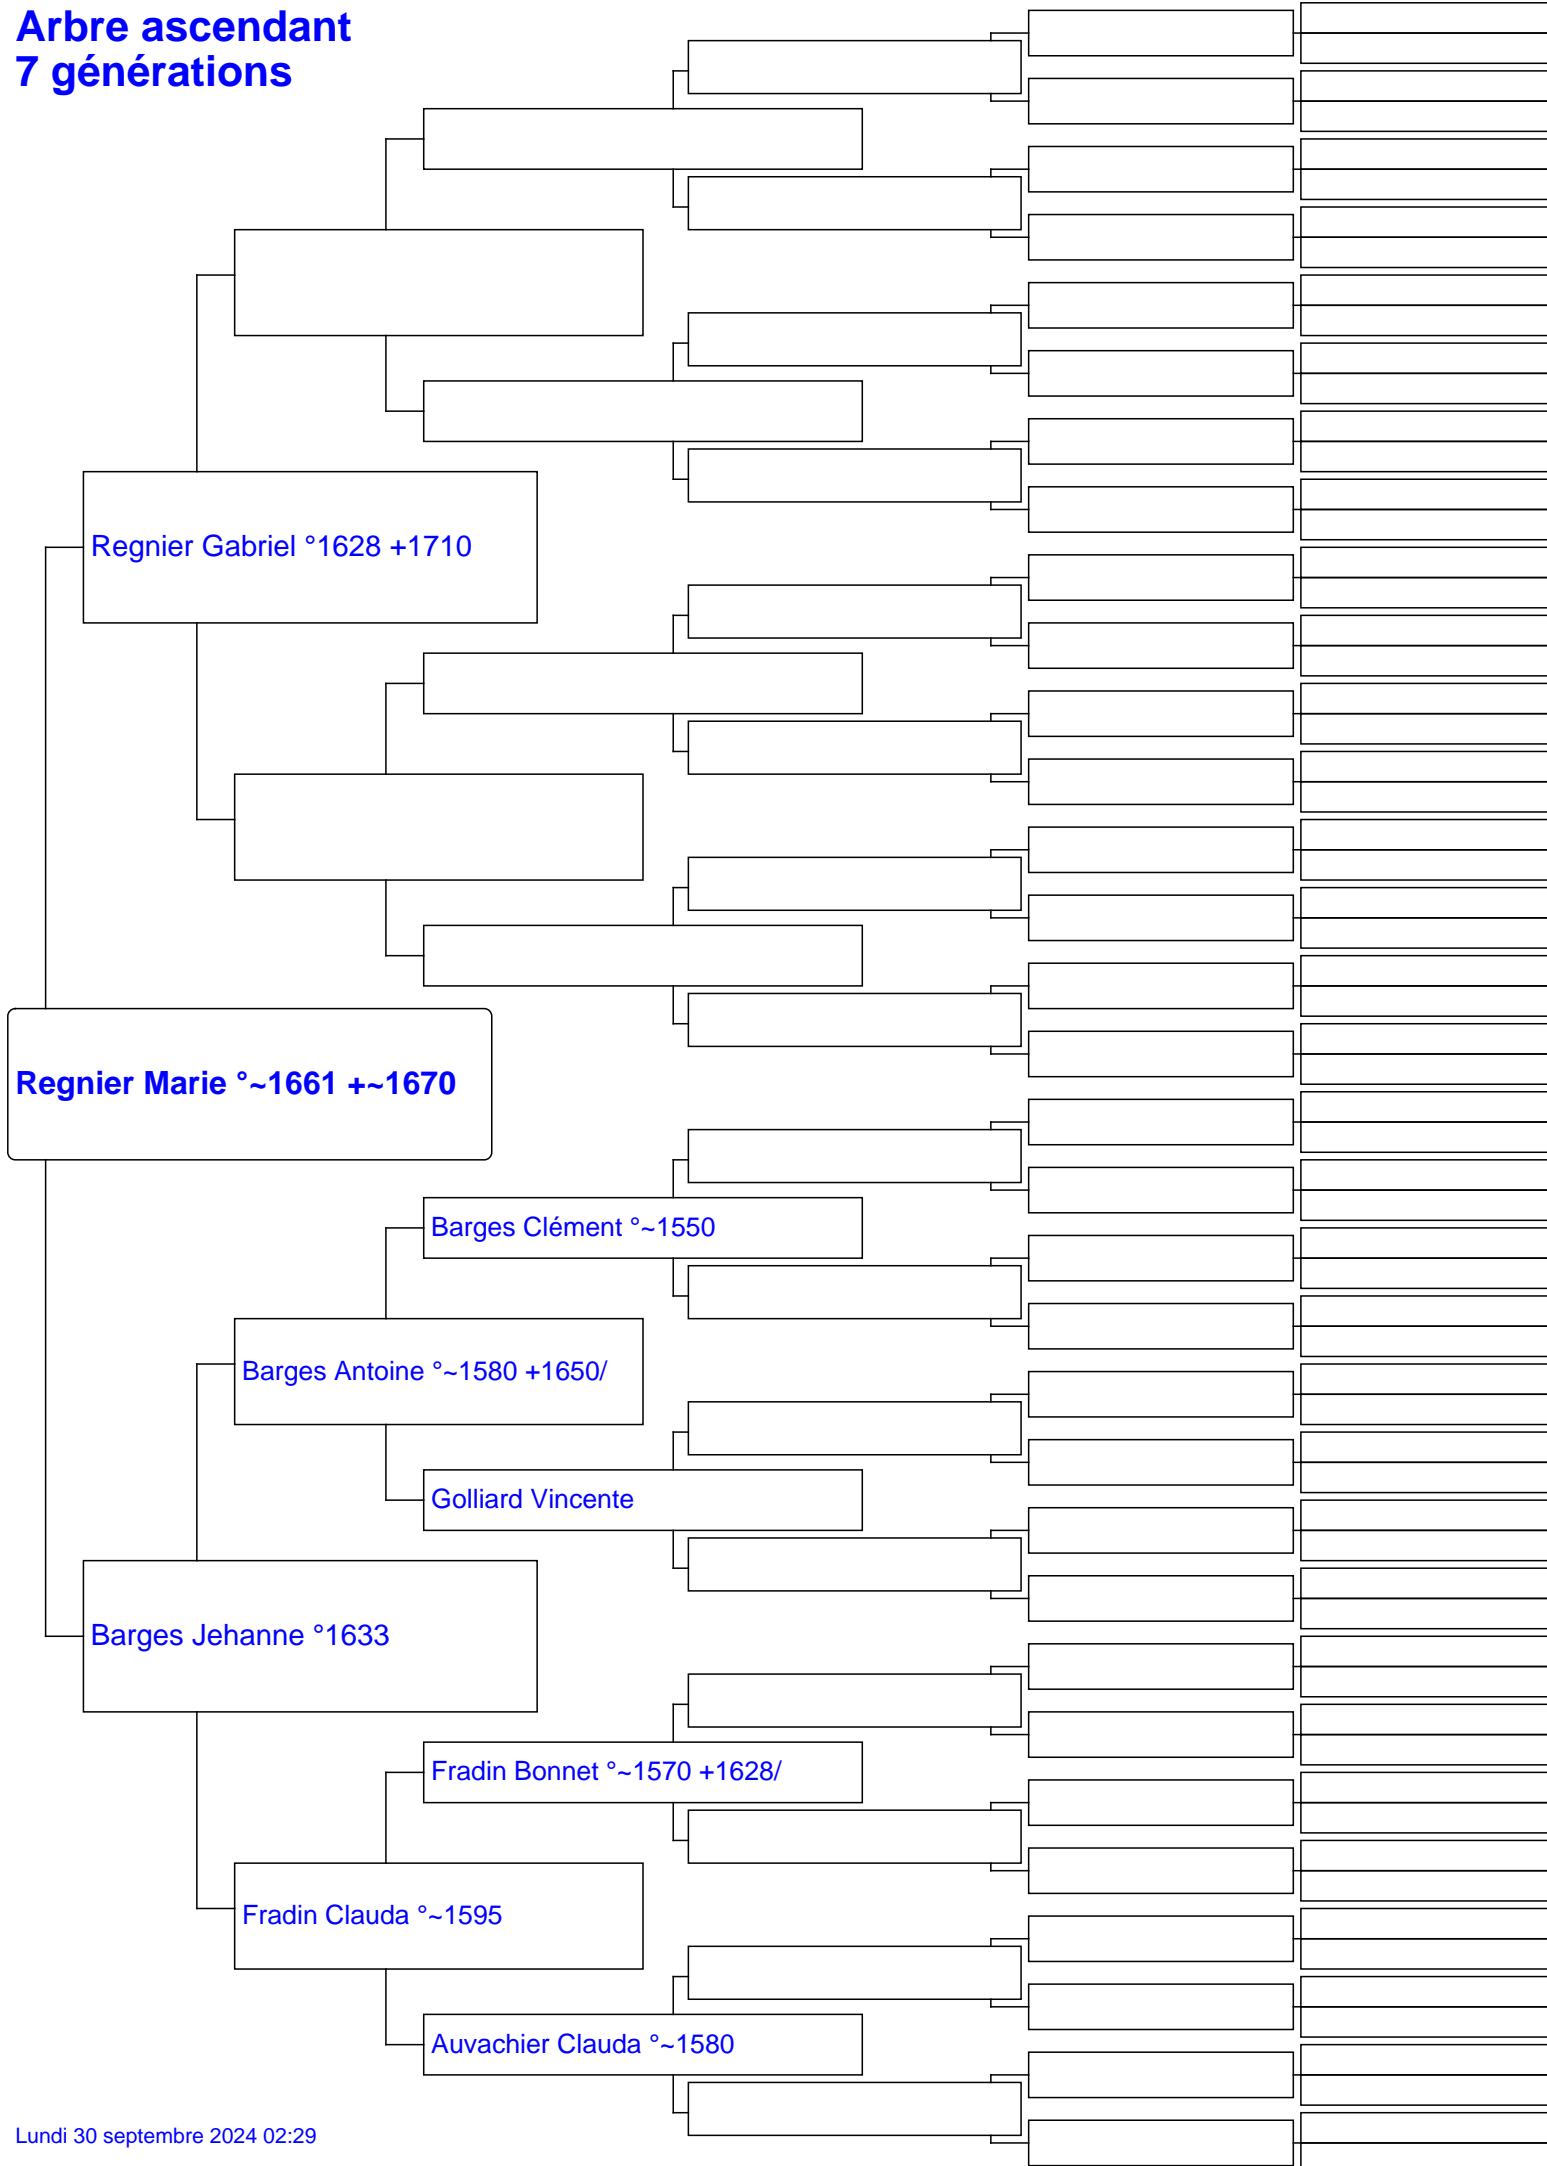 Arbre ascendant
7 générations
Regnier Gabriel °1628 +1710
Regnier Marie °~1661 +~1670
Barges Clément °~1550
Barges Antoine °~1580 +1650/
Golliard Vincente
Barges Jehanne °1633
Fradin Bonnet °~1570 +1628/
Fradin Clauda °~1595
Auvachier Clauda °~1580
Lundi 30 septembre 2024 02:29